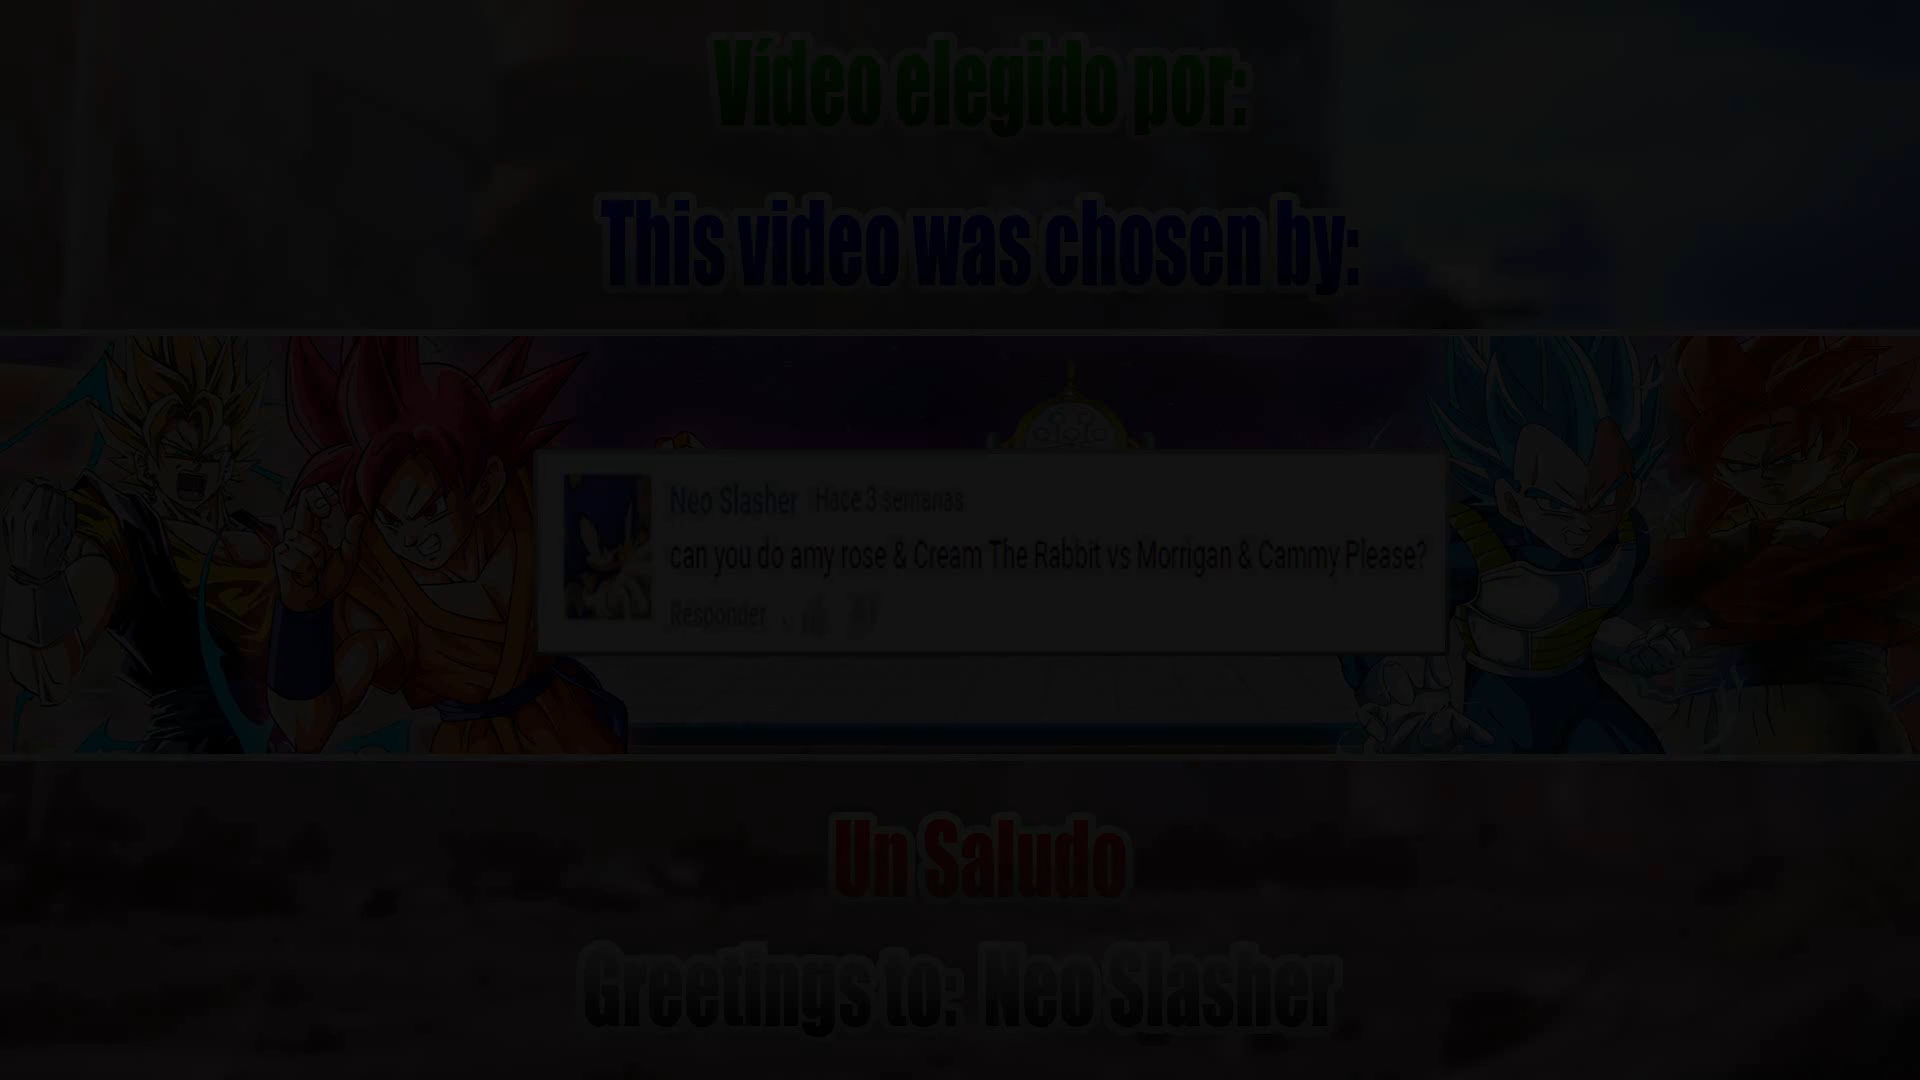 Vídeo elegido por:
This video was chosen by:
Neo Slasher Hace 3 semanas
can you do amy rose & Cream The Rabbit vs Morrigan & Cammy Please?
Responder
Un Saludo
Greetings to: Neo Slasher